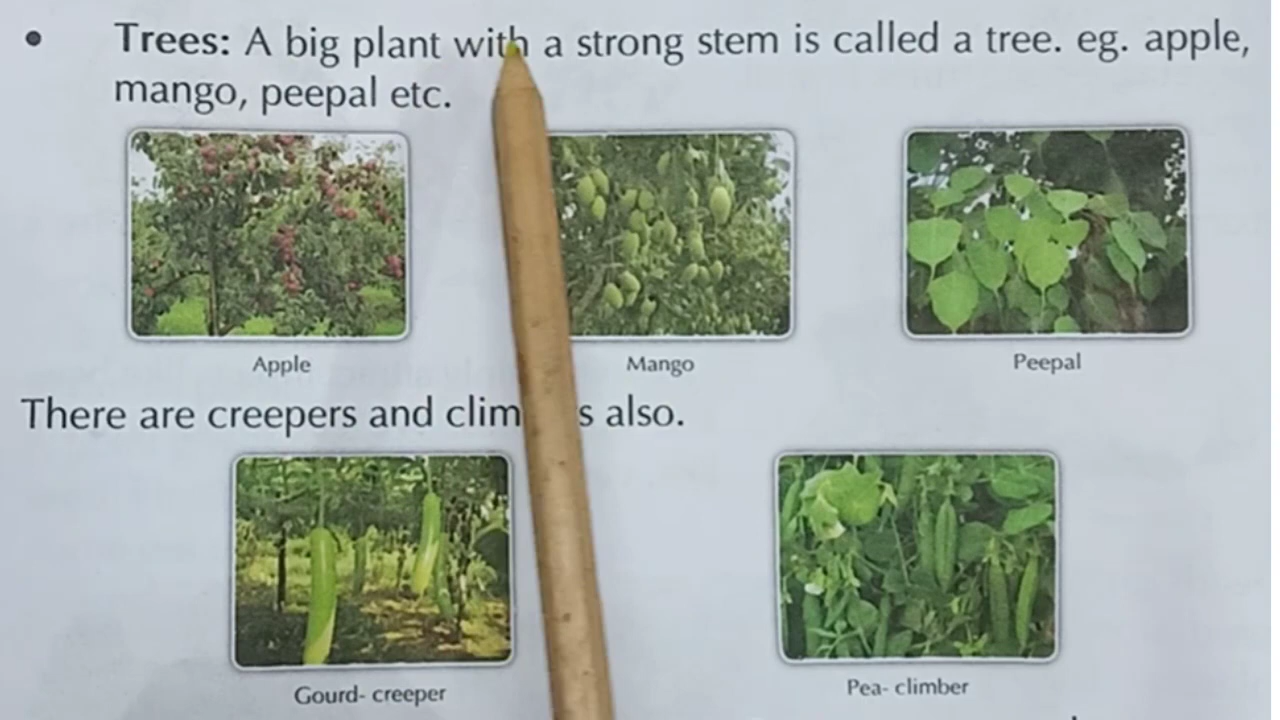 • Trees: A big plant with a strong stem is called a tree. eg. apple,
mango, peepal etc.
Apple Mango Peepal
There are creepers and clim s also.
Gourd- creeper Pea- climber